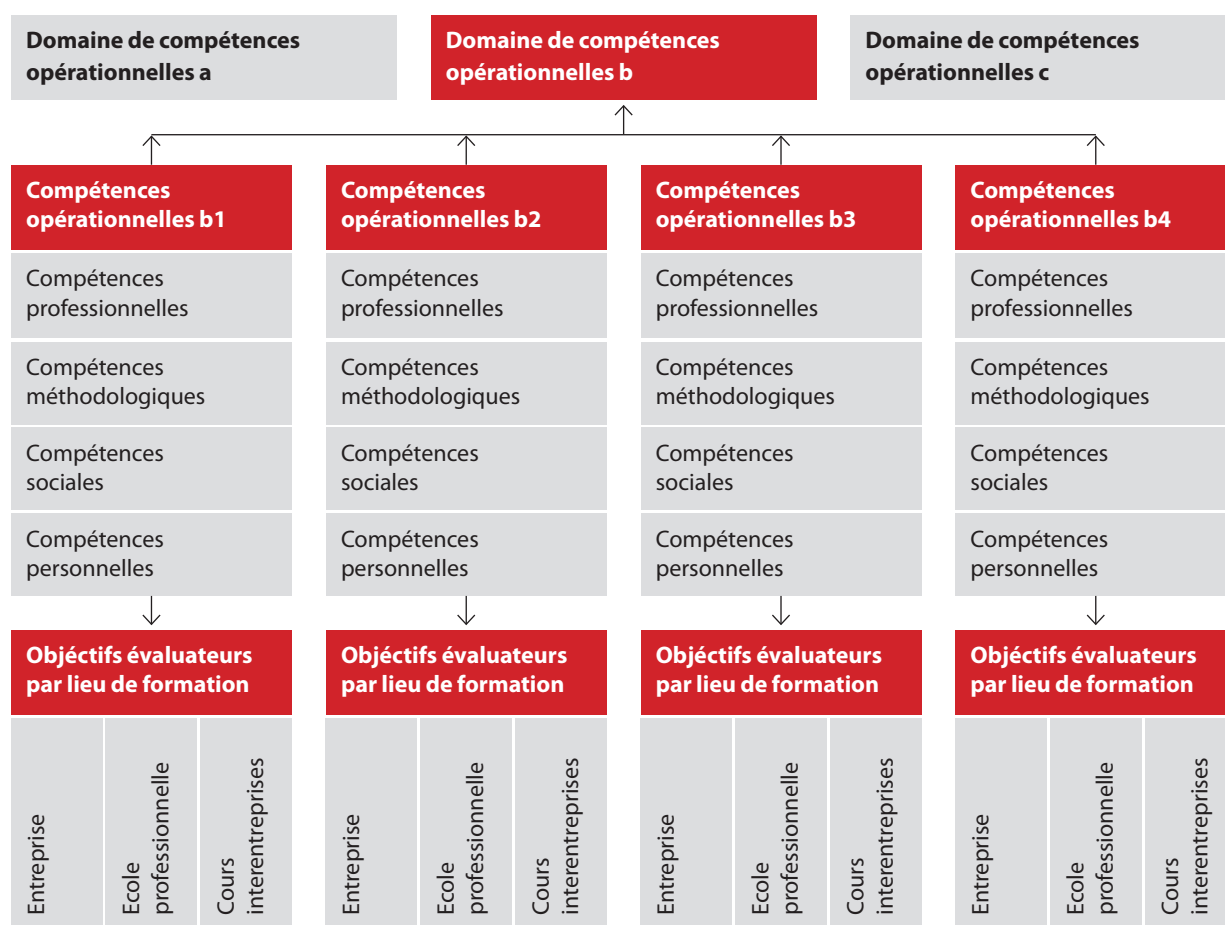 Domaine de compétences
opérationnelles a
Domaine de compétences
opérationnelles b
Domaine de compétences
opérationnelles c
Compétences
opérationnelles b1
Compétences
opérationnelles b2
Compétences
opérationnelles b3
Compétences
opérationnelles b4
Compétences
professionnelles
Compétences
professionnelles
Compétences
professionnelles
Compétences
professionnelles
Compétences
méthodologiques
Compétences
méthodologiques
Compétences
méthodologiques
Compétences
méthodologiques
Compétences
sociales
Compétences
sociales
Compétences
sociales
Compétences
sociales
Compétences
personnelles
Compétences
personnelles
Compétences
personnelles
Compétences
personnelles
Objéctifs évaluateurs
par lieu de formation
Objéctifs évaluateurs
par lieu de formation
Objéctifs évaluateurs
par lieu de formation
Objéctifs évaluateurs
par lieu de formation
Entreprise
Ecole
professionnelle
Cours
interentreprises
Entreprise
Ecole
professionnelle
Cours
interentreprises
Entreprise
Ecole
professionnelle
Cours
interentreprises
Entreprise
Ecole
professionnelle
Cours
interentreprises